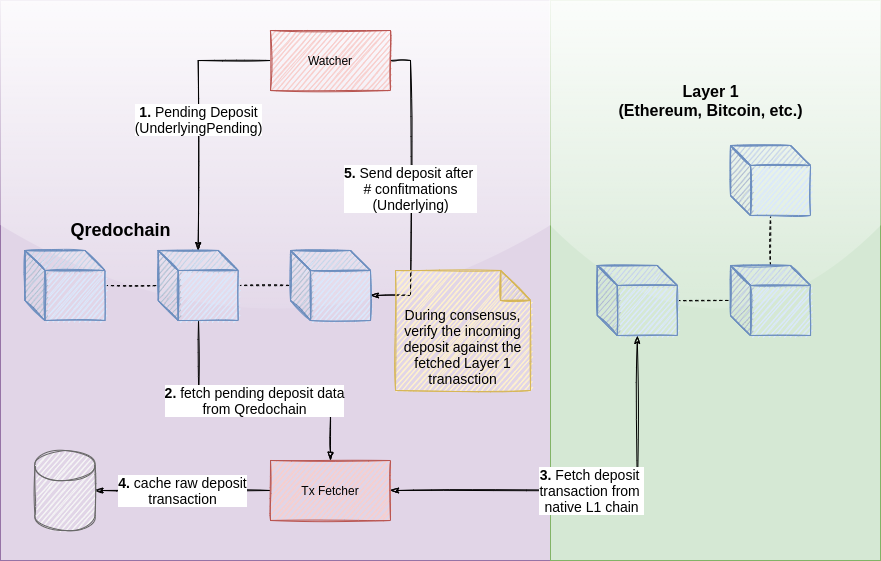 Watcher
1. Pending Deposit
(UnderlyingPending)
5. Send deposit after
# confitmations
(Underlying)
Layer 1
(Ethereum, Bitcoin, etc.)
Qredochain
During consensus,
verify the incoming
deposit against the
fetched Layer 1
tranasction
2. fetch pending deposit data
from Qredochain
4. cache raw deposit
transaction
Tx Fetcher
3. Fetch deposit
transaction from
native L1 chain